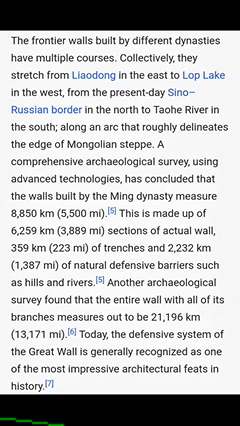 The frontier walls built by different dynasties
have multiple courses. Collectively, they
stretch from Liaodong in the east to Lop Lake
in the west, from the present-day Sino–
Russian border in the north to Taohe River in
the south; along an arc that roughly delineates
the edge of Mongolian steppe. A
comprehensive archaeological survey, using
advanced technologies, has concluded that
the walls built by the Ming dynasty measure
8,850 km (5,500 mi).[5] This is made up of
6,259 km (3,889 mi) sections of actual wall,
359 km (223 mi) of trenches and 2,232 km
(1,387 mi) of natural defensive barriers such
as hills and rivers.[5] Another archaeological
survey found that the entire wall with all of its
branches measures out to be 21,196 km
(13,171 mi).[6] Today, the defensive system of
the Great Wall is generally recognized as one
of the most impressive architectural feats in
history.[7]